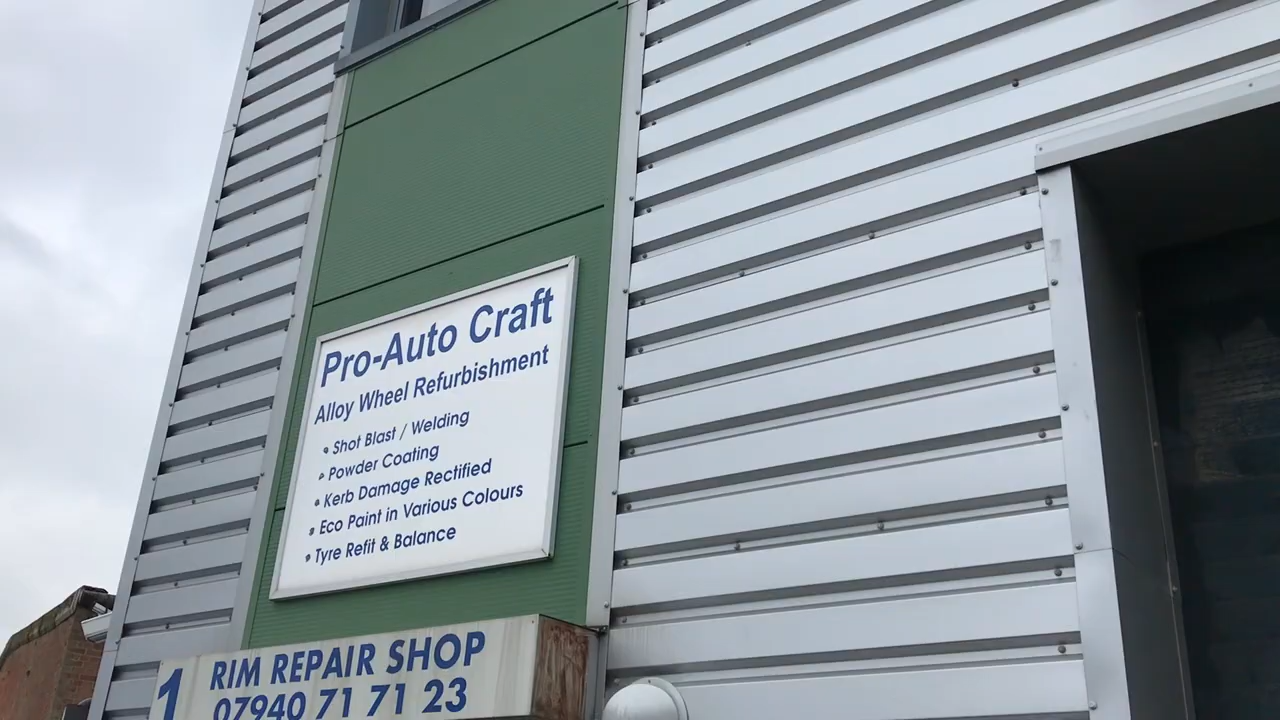 Pro-Auto Craft
Alloy Wheel Refurbishment
• Shot Blast / Welding
• Powder Coating
• Kerb Damage Rectified
• Eco Paint in Various Colours
• Tyre Refit & Balance
1 RIM REPAIR SHOP
07940 71 71 23